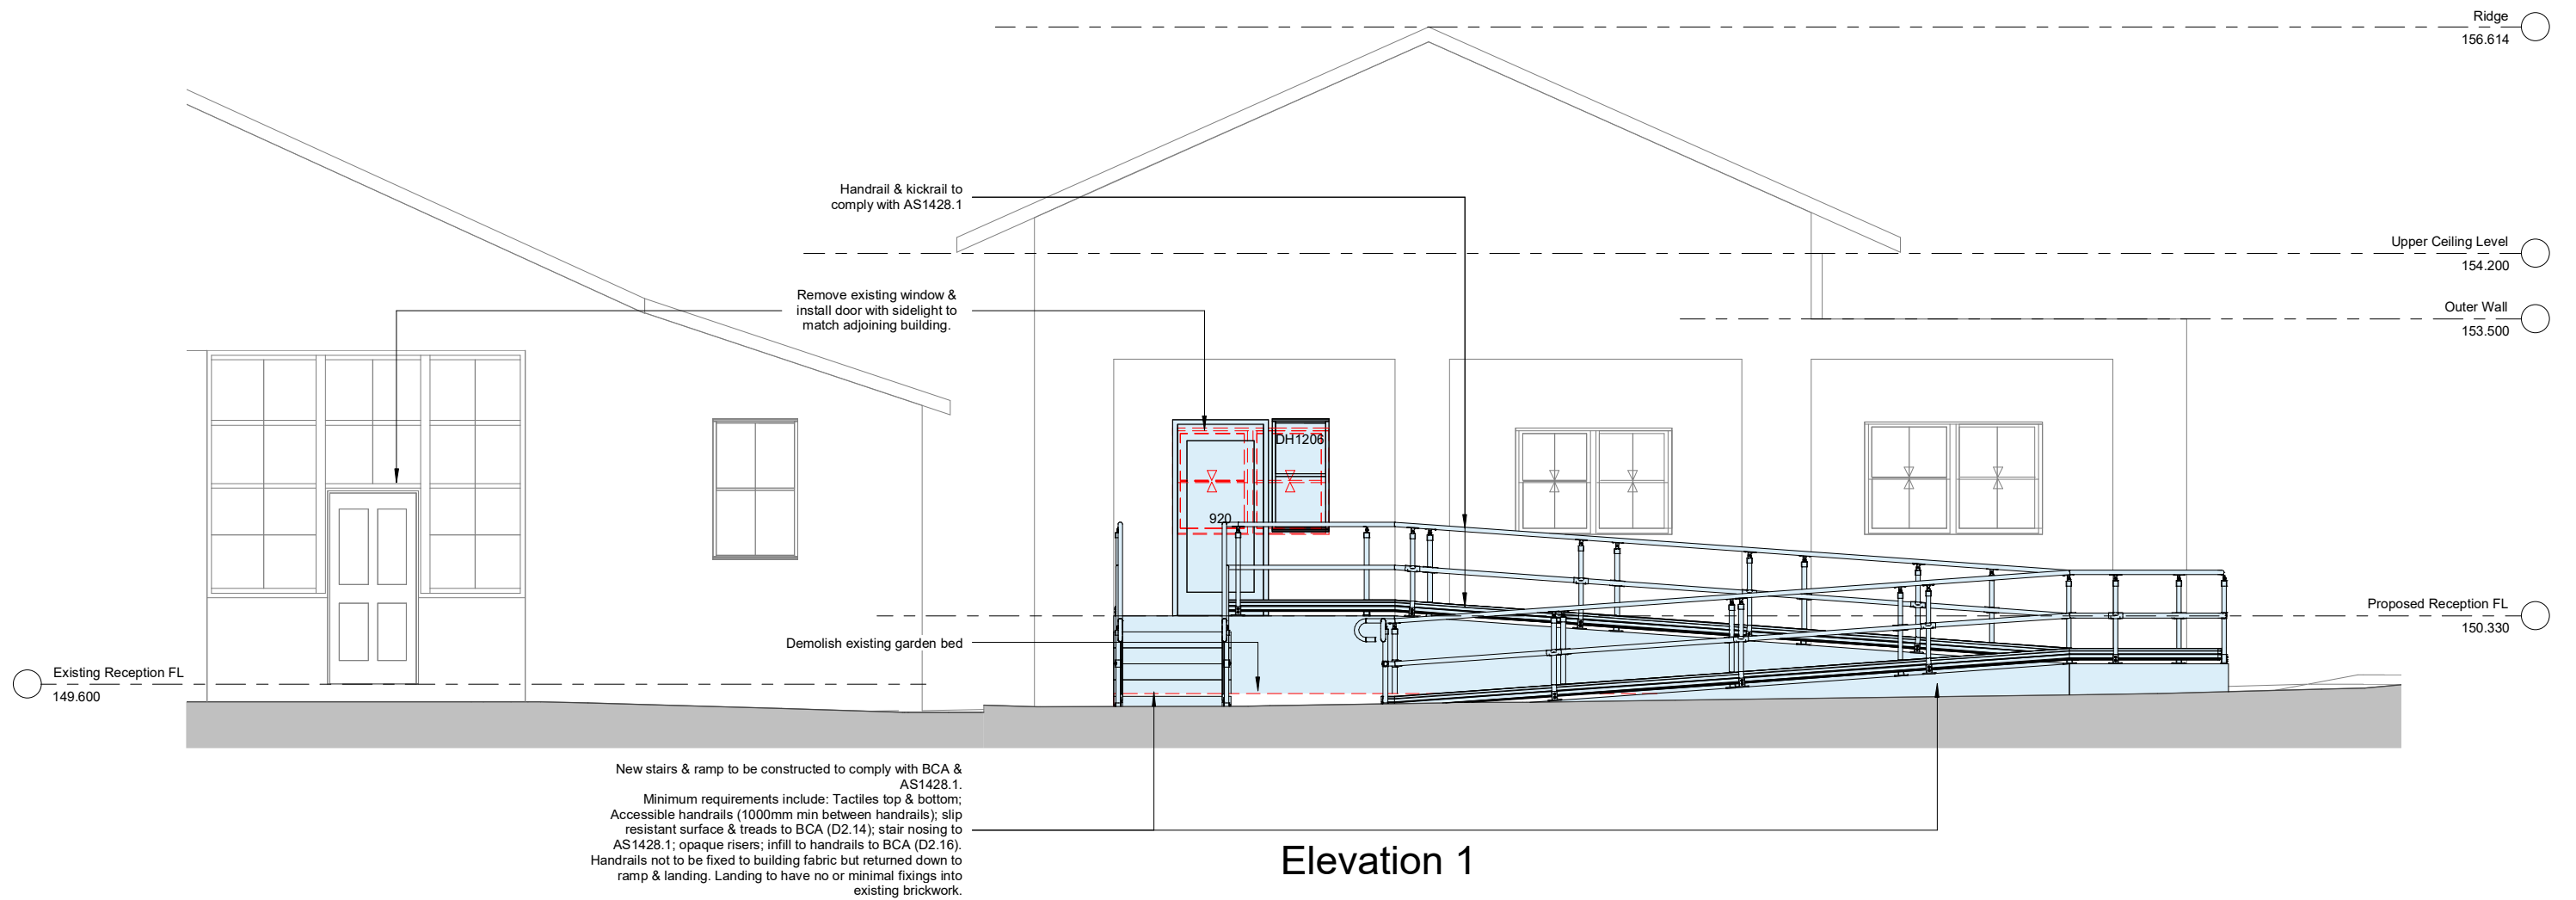 Ridge
156.614
Handrail & kickrail to
comply with AS1428.1
Upper Ceiling Level
154.200
Remove existing window &
install door with sidelight to
match adjoining building.
Outer Wall
153.500
DH1206
920
Proposed Reception FL
150.330
Demolish existing garden bed
Existing Reception FL
149.600
New stairs & ramp to be constructed to comply with BCA &
AS1428.1.
Minimum requirements include: Tactiles top & bottom;
Accessible handrails (1000mm min between handrails); slip
resistant surface & treads to BCA (D2.14); stair nosing to
AS1428.1; opaque risers; infill to handrails to BCA (D2.16).
Handrails not to be fixed to building fabric but returned down to
ramp & landing. Landing to have no or minimal fixings into
existing brickwork.
Elevation 1